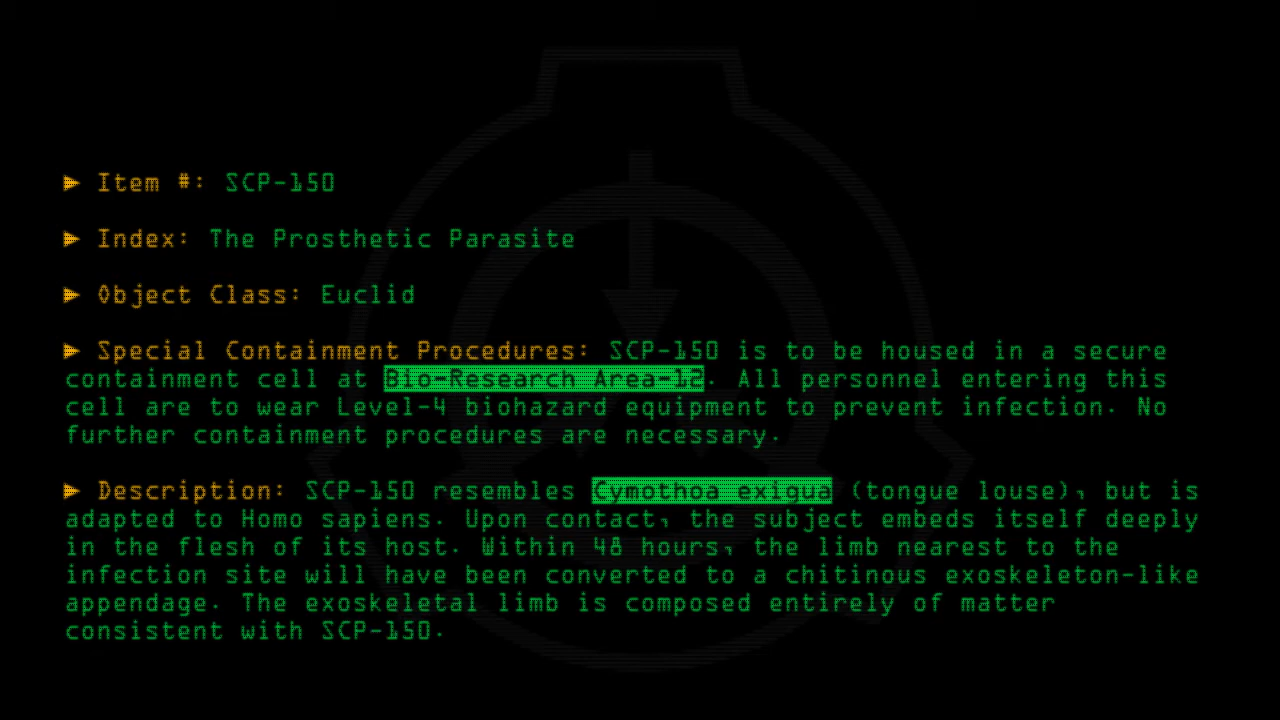 ► Item #: SCP-150
► Index: The Prosthetic Parasite
► Object Class: Euclid
► Special Containment Procedures: SCP-150 is to be housed in a secure
containment cell at Bio-Research Area-12. All personnel entering this
cell are to wear Level-4 biohazard equipment to prevent infection. No
further containment procedures are necessary.
► Description: SCP-150 resembles Cymothoa exigua (tongue louse), but is
adapted to Homo sapiens. Upon contact, the subject embeds itself deeply
in the flesh of its host. Within 48 hours, the limb nearest to the
infection site will have been converted to a chitinous exoskeleton-like
appendage. The exoskeletal limb is composed entirely of matter
consistent with SCP-150.